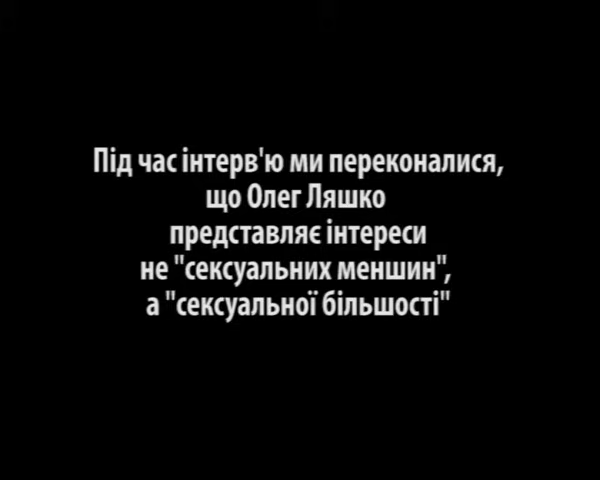 Під час інтерв'ю ми переконалися,
що Олег Ляшко
представляє інтереси
не "сексуальних меншин",
а "сексуальної більшості"